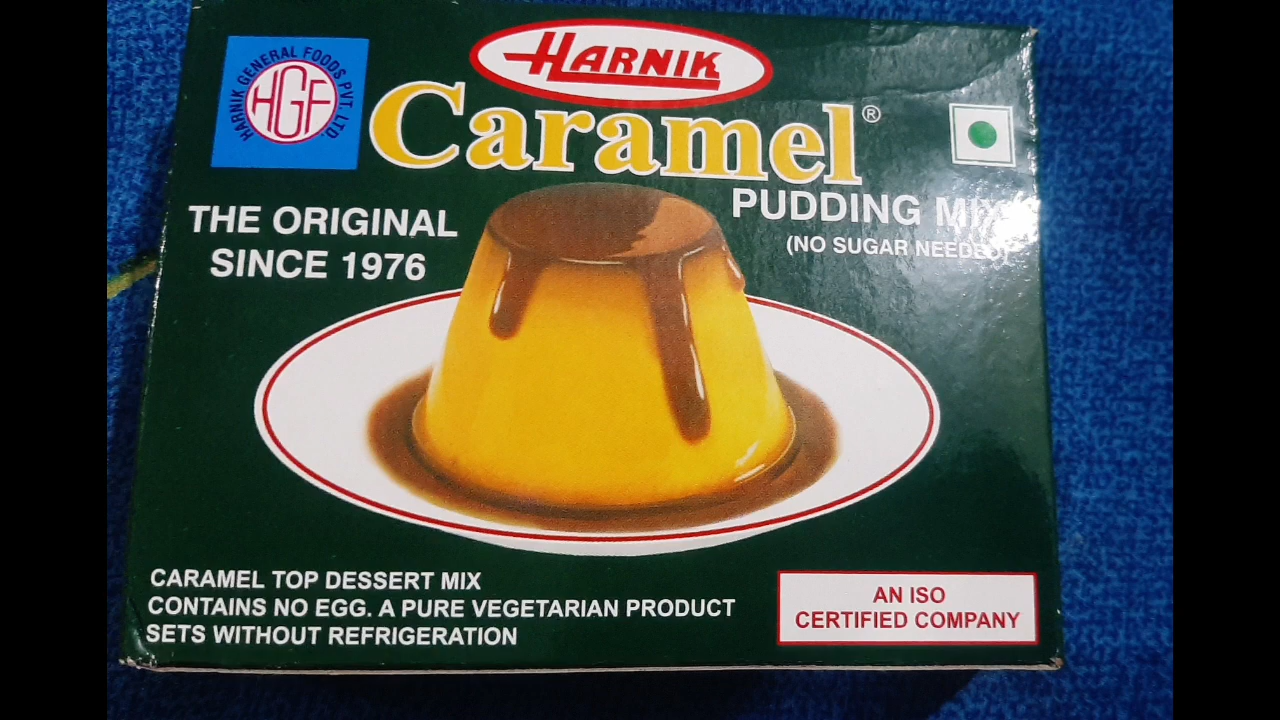 HARNIK
HARNIK GENERAL FOODS PVT. LTD.
HGF
Caramel®
PUDDING MIX
(NO SUGAR NEEDED)
THE ORIGINAL
SINCE 1976
CARAMEL TOP DESSERT MIX
CONTAINS NO EGG. A PURE VEGETARIAN PRODUCT
SETS WITHOUT REFRIGERATION
AN ISO
CERTIFIED COMPANY